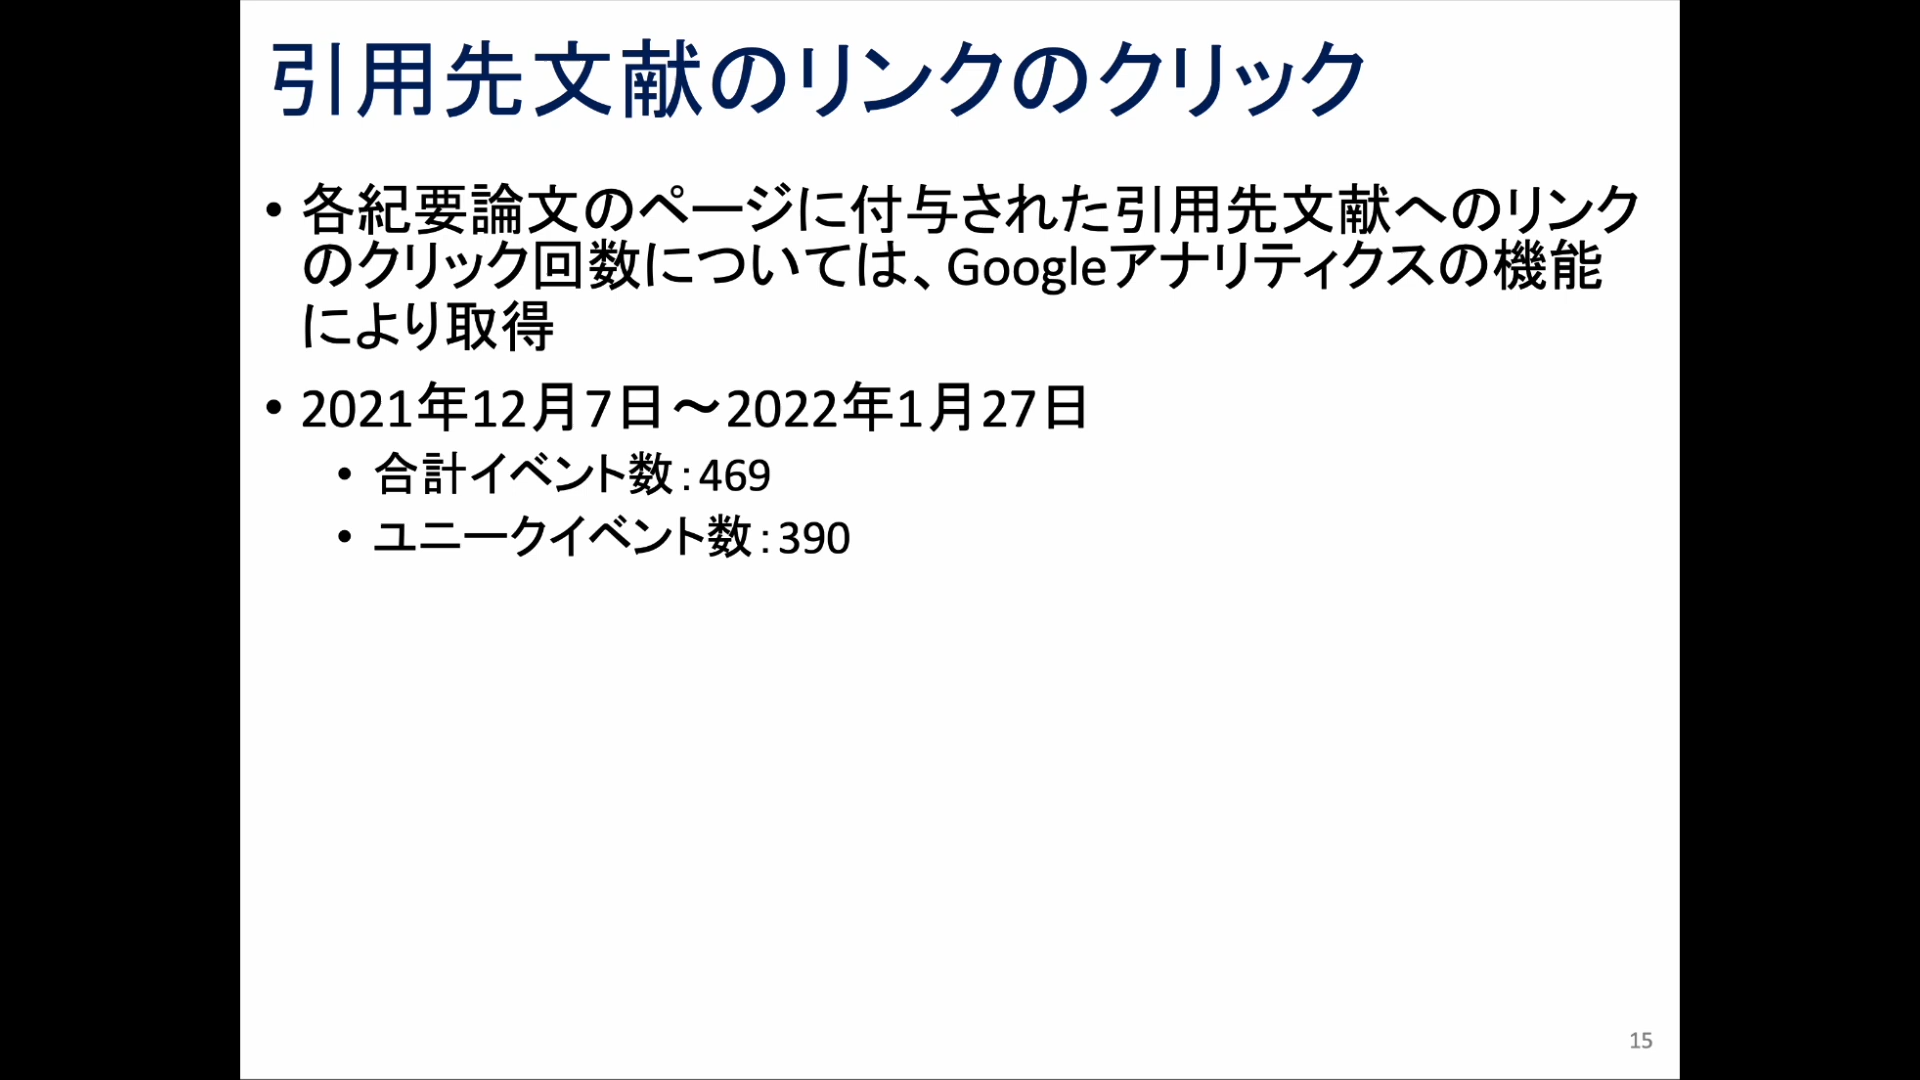 引用先文献のリンクのクリック
• 各紀要論文のページに付与された引用先文献へのリンク
のクリック回数については、Googleアナリティクスの機能
により取得
• 2021年12月7日～2022年1月27日
• 合計イベント数：469
• ユニークイベント数：390
15